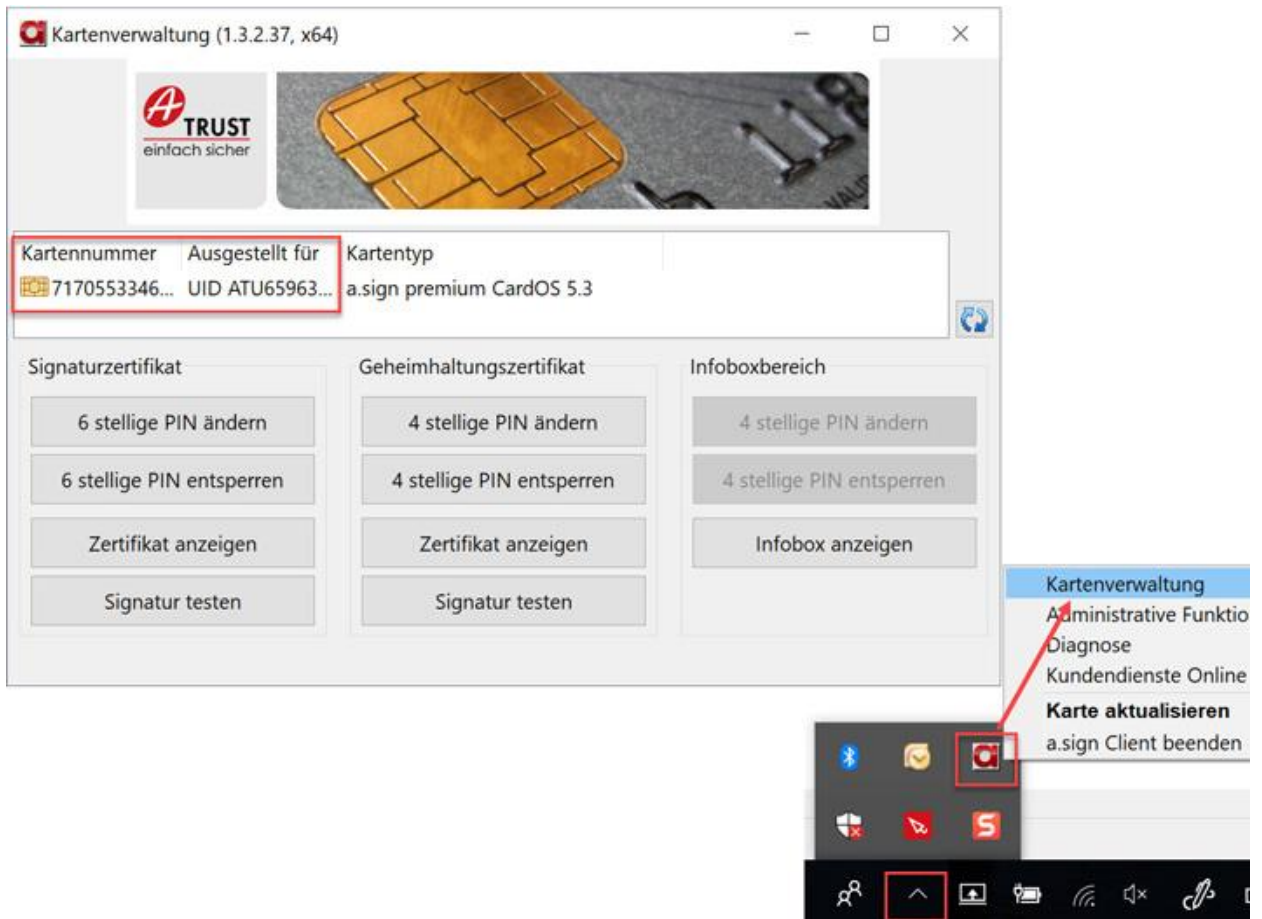 Kartenverwaltung (1.3.2.37, x64)
A TRUST
einfach sicher
VALID
Kartennummer Ausgestellt für Kartentyp
7170553346... UID ATU65963... a.sign premium CardOS 5.3
Signaturzertifikat Geheimhaltungszertifikat Infoboxbereich
6 stellige PIN ändern 4 stellige PIN ändern 4 stellige PIN ändern
6 stellige PIN entsperren 4 stellige PIN entsperren 4 stellige PIN entsperren
Zertifikat anzeigen Zertifikat anzeigen Infobox anzeigen
Signatur testen Signatur testen
Kartenverwaltung
Administrative Funktio
Diagnose
Kundendienste Online
Karte aktualisieren
a.sign Client beenden